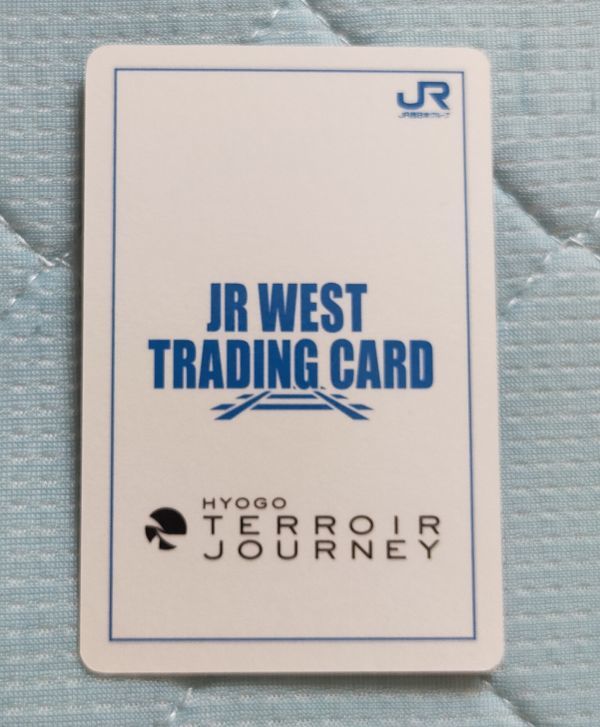 JR
JR西日本グループ
JR WEST
TRADING CARD
HYOGO
TERROIR
JOURNEY